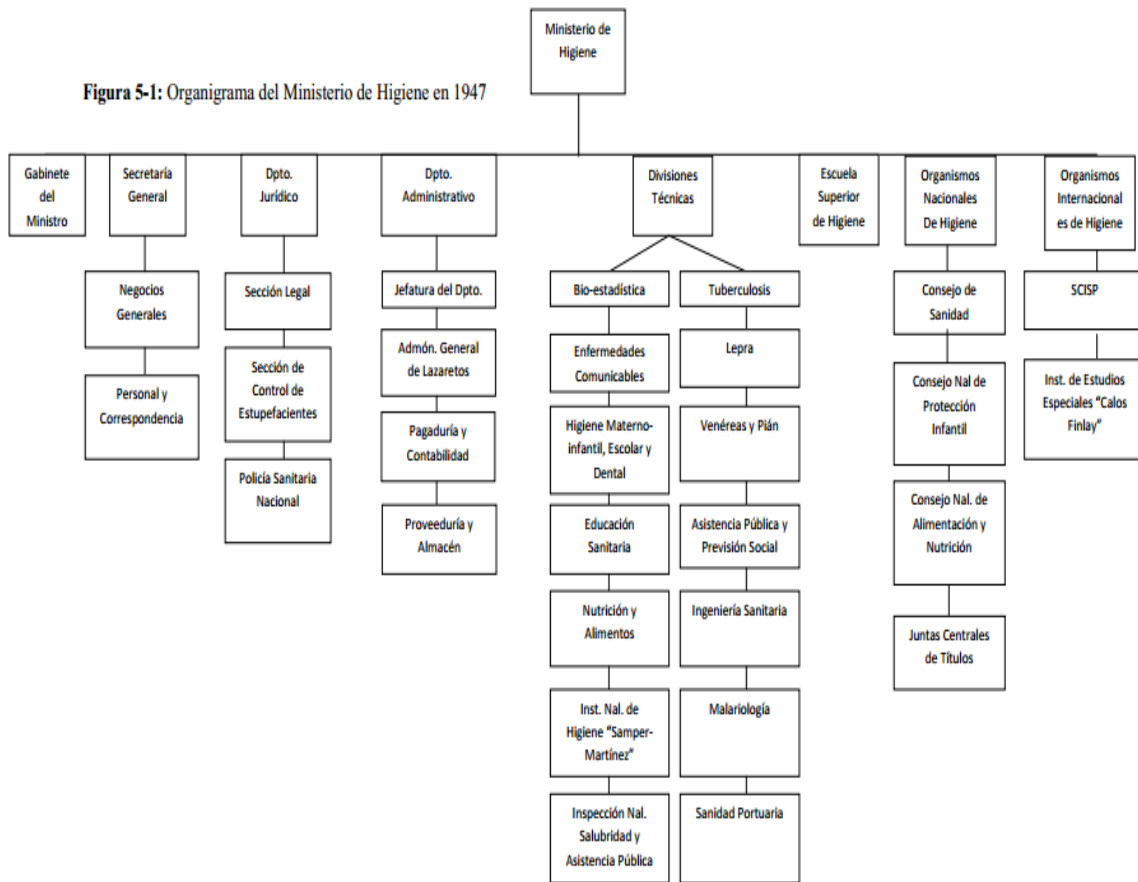 Ministerio de
Higiene
Figura 5-1: Organigrama del Ministerio de Higiene en 1947
Gabinete
del
Ministro
Secretaría
General
Dpto.
Jurídico
Dpto.
Administrativo
Divisiones
Técnicas
Escuela
Superior
de Higiene
Organismos
Nacionales
De Higiene
Organismos
Internacional
es de Higiene
Negocios
Generales
Personal y
Correspondencia
Sección Legal
Sección de
Control de
Estupefacientes
Policía Sanitaria
Nacional
Jefatura del Dpto.
Admón. General
de Lazaretos
Pagaduría y
Contabilidad
Proveeduría y
Almacén
Bio-estadística
Enfermedades
Comunicables
Higiene Materno-
infantil, Escolar y
Dental
Educación
Sanitaria
Nutrición y
Alimentos
Inst. Nal. de
Higiene “Samper-
Martínez”
Inspección Nal.
Salubridad y
Asistencia Pública
Tuberculosis
Lepra
Venéreas y Pián
Asistencia Pública y
Previsión Social
Ingeniería Sanitaria
Malariología
Sanidad Portuaria
Consejo de
Sanidad
Consejo Nal de
Protección
Infantil
Consejo Nal. de
Alimentación y
Nutrición
Juntas Centrales
de Títulos
SCISP
Inst. de Estudios
Especiales “Calos
Finlay”